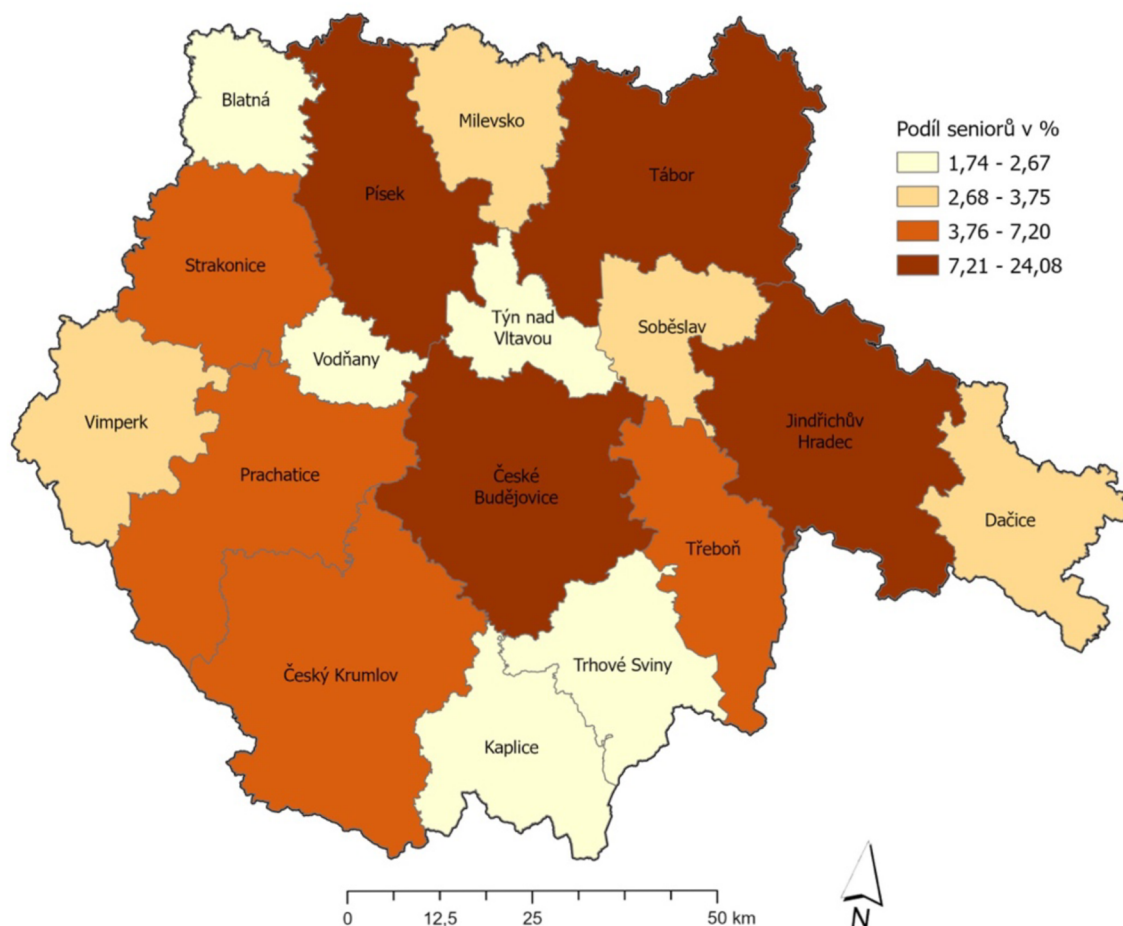 Blatná
Milevsko
Písek
Tábor
Strakonice
Týn nad
Vltavou
Soběslav
Vodňany
Vimperk
Jindřichův
Hradec
Prachatice
České
Budějovice
Dačice
Třeboň
Český Krumlov
Trhové Sviny
Kaplice
Podíl seniorů v %
1,74 - 2,67
2,68 - 3,75
3,76 - 7,20
7,21 - 24,08
0 12,5 25 50 km
N